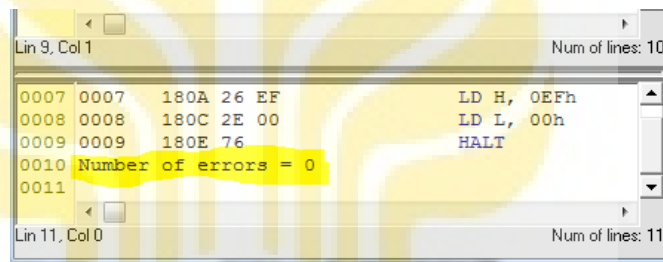 Lin 9, Col 1 Num of lines: 10
0007 0007 180A 26 EF LD H, 0EFh
0008 0008 180C 2E 00 LD L, 00h
0009 0009 180E 76 HALT
0010 Number of errors = 0
0011
Lin 11, Col 0 Num of lines: 11